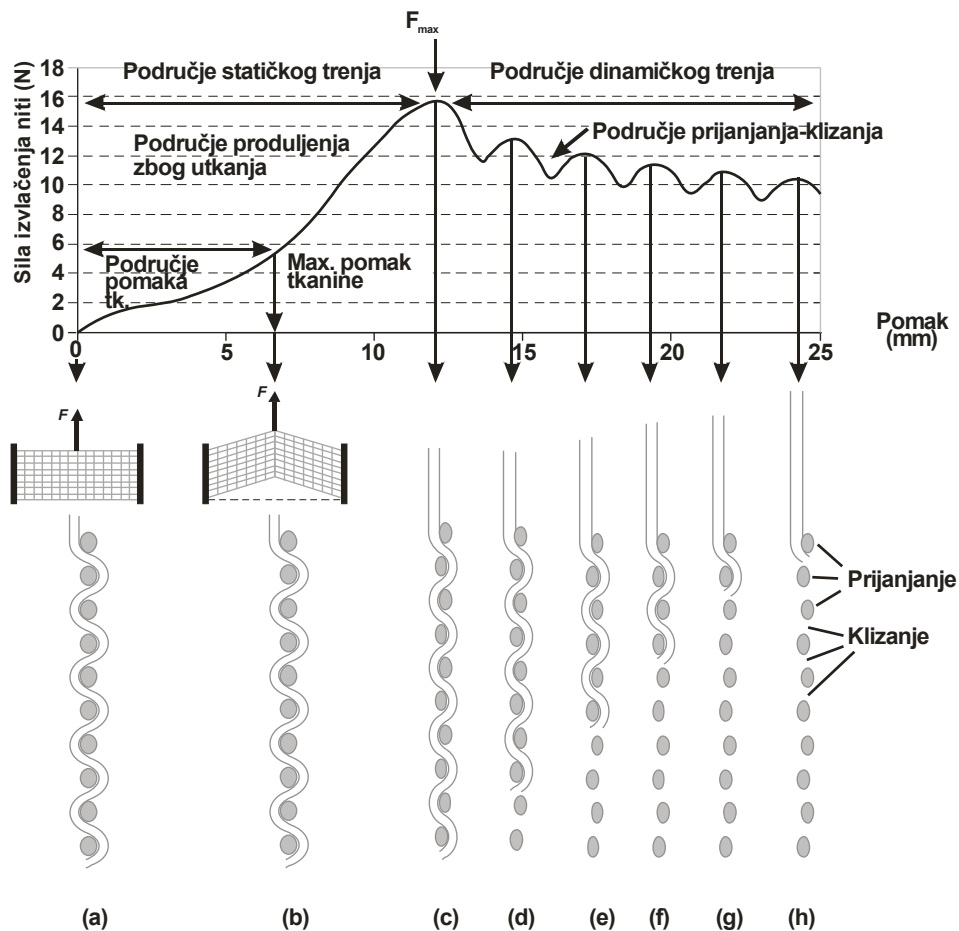 Fmax
Sila izvlačenja niti (N)
18
16
14
12
10
8
6
4
2
0
Područje statičkog trenja
Područje dinamičkog trenja
Područje prijanjanja-klizanja
Područje produljenja
zbog utkanja
Područje
pomaka
tk.
Max. pomak
tkanine
0
5
10
15
20
25
Pomak
(mm)
F
F
Prijanjanje
Klizanje
(a)
(b)
(c)
(d)
(e)
(f)
(g)
(h)